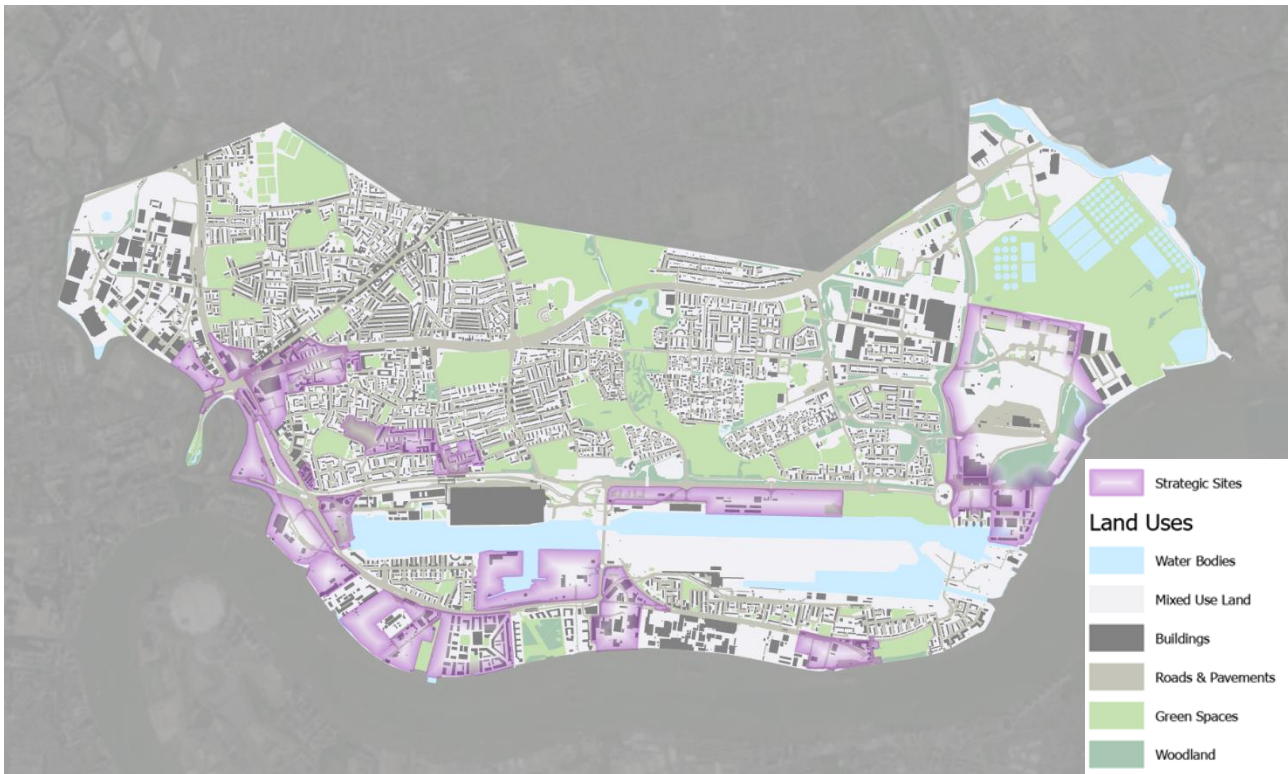 Strategic Sites
Land Uses
Water Bodies
Mixed Use Land
Buildings
Roads & Pavements
Green Spaces
Woodland